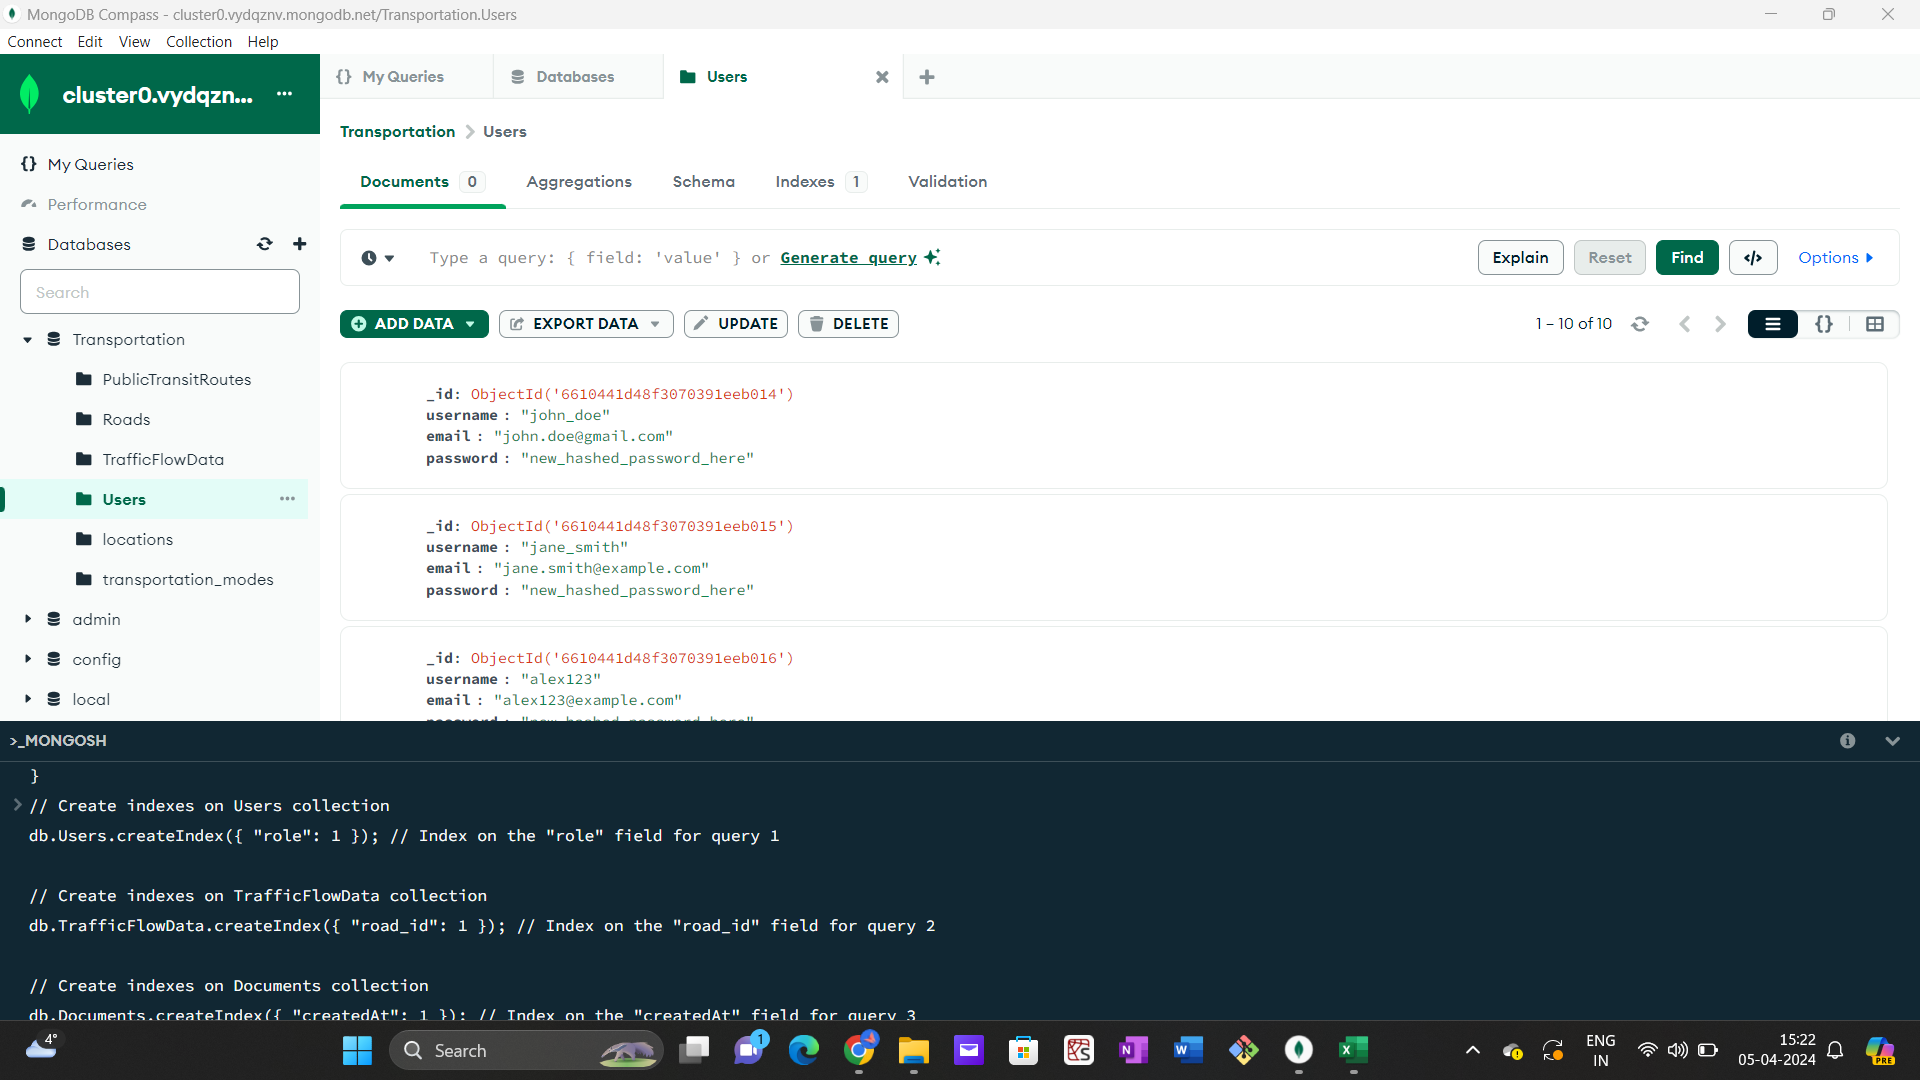 MongoDB Compass - cluster0.vydqznv.mongodb.net/Transportation.Users
Connect Edit View Collection Help
cluster0.vydqzn... ...
{} My Queries
Databases
Users
Transportation > Users
My Queries
Performance
Databases
Search
Transportation
PublicTransitRoutes
Roads
TrafficFlowData
Users ...
locations
transportation_modes
admin
config
local
Documents 0 Aggregations Schema Indexes 1 Validation
Type a query: { field: 'value' } or Generate query
Explain Reset Find </> Options
ADD DATA EXPORT DATA UPDATE DELETE
1 – 10 of 10
{}
_id: ObjectId('6610441d48f3070391eeb014')
username : "john_doe"
email : "john.doe@gmail.com"
password : "new_hashed_password_here"
_id: ObjectId('6610441d48f3070391eeb015')
username : "jane_smith"
email : "jane.smith@example.com"
password : "new_hashed_password_here"
_id: ObjectId('6610441d48f3070391eeb016')
username : "alex123"
email : "alex123@example.com"
password : "new_hashed_password_here"
>_MONGOSH
}
> // Create indexes on Users collection
db.Users.createIndex({ "role": 1 }); // Index on the "role" field for query 1
// Create indexes on TrafficFlowData collection
db.TrafficFlowData.createIndex({ "road_id": 1 }); // Index on the "road_id" field for query 2
// Create indexes on Documents collection
db.Documents.createIndex({ "createdAt": 1 }); // Index on the "createdAt" field for query 3
4°
Search
1
ENG
IN
15:22
05-04-2024
PRE